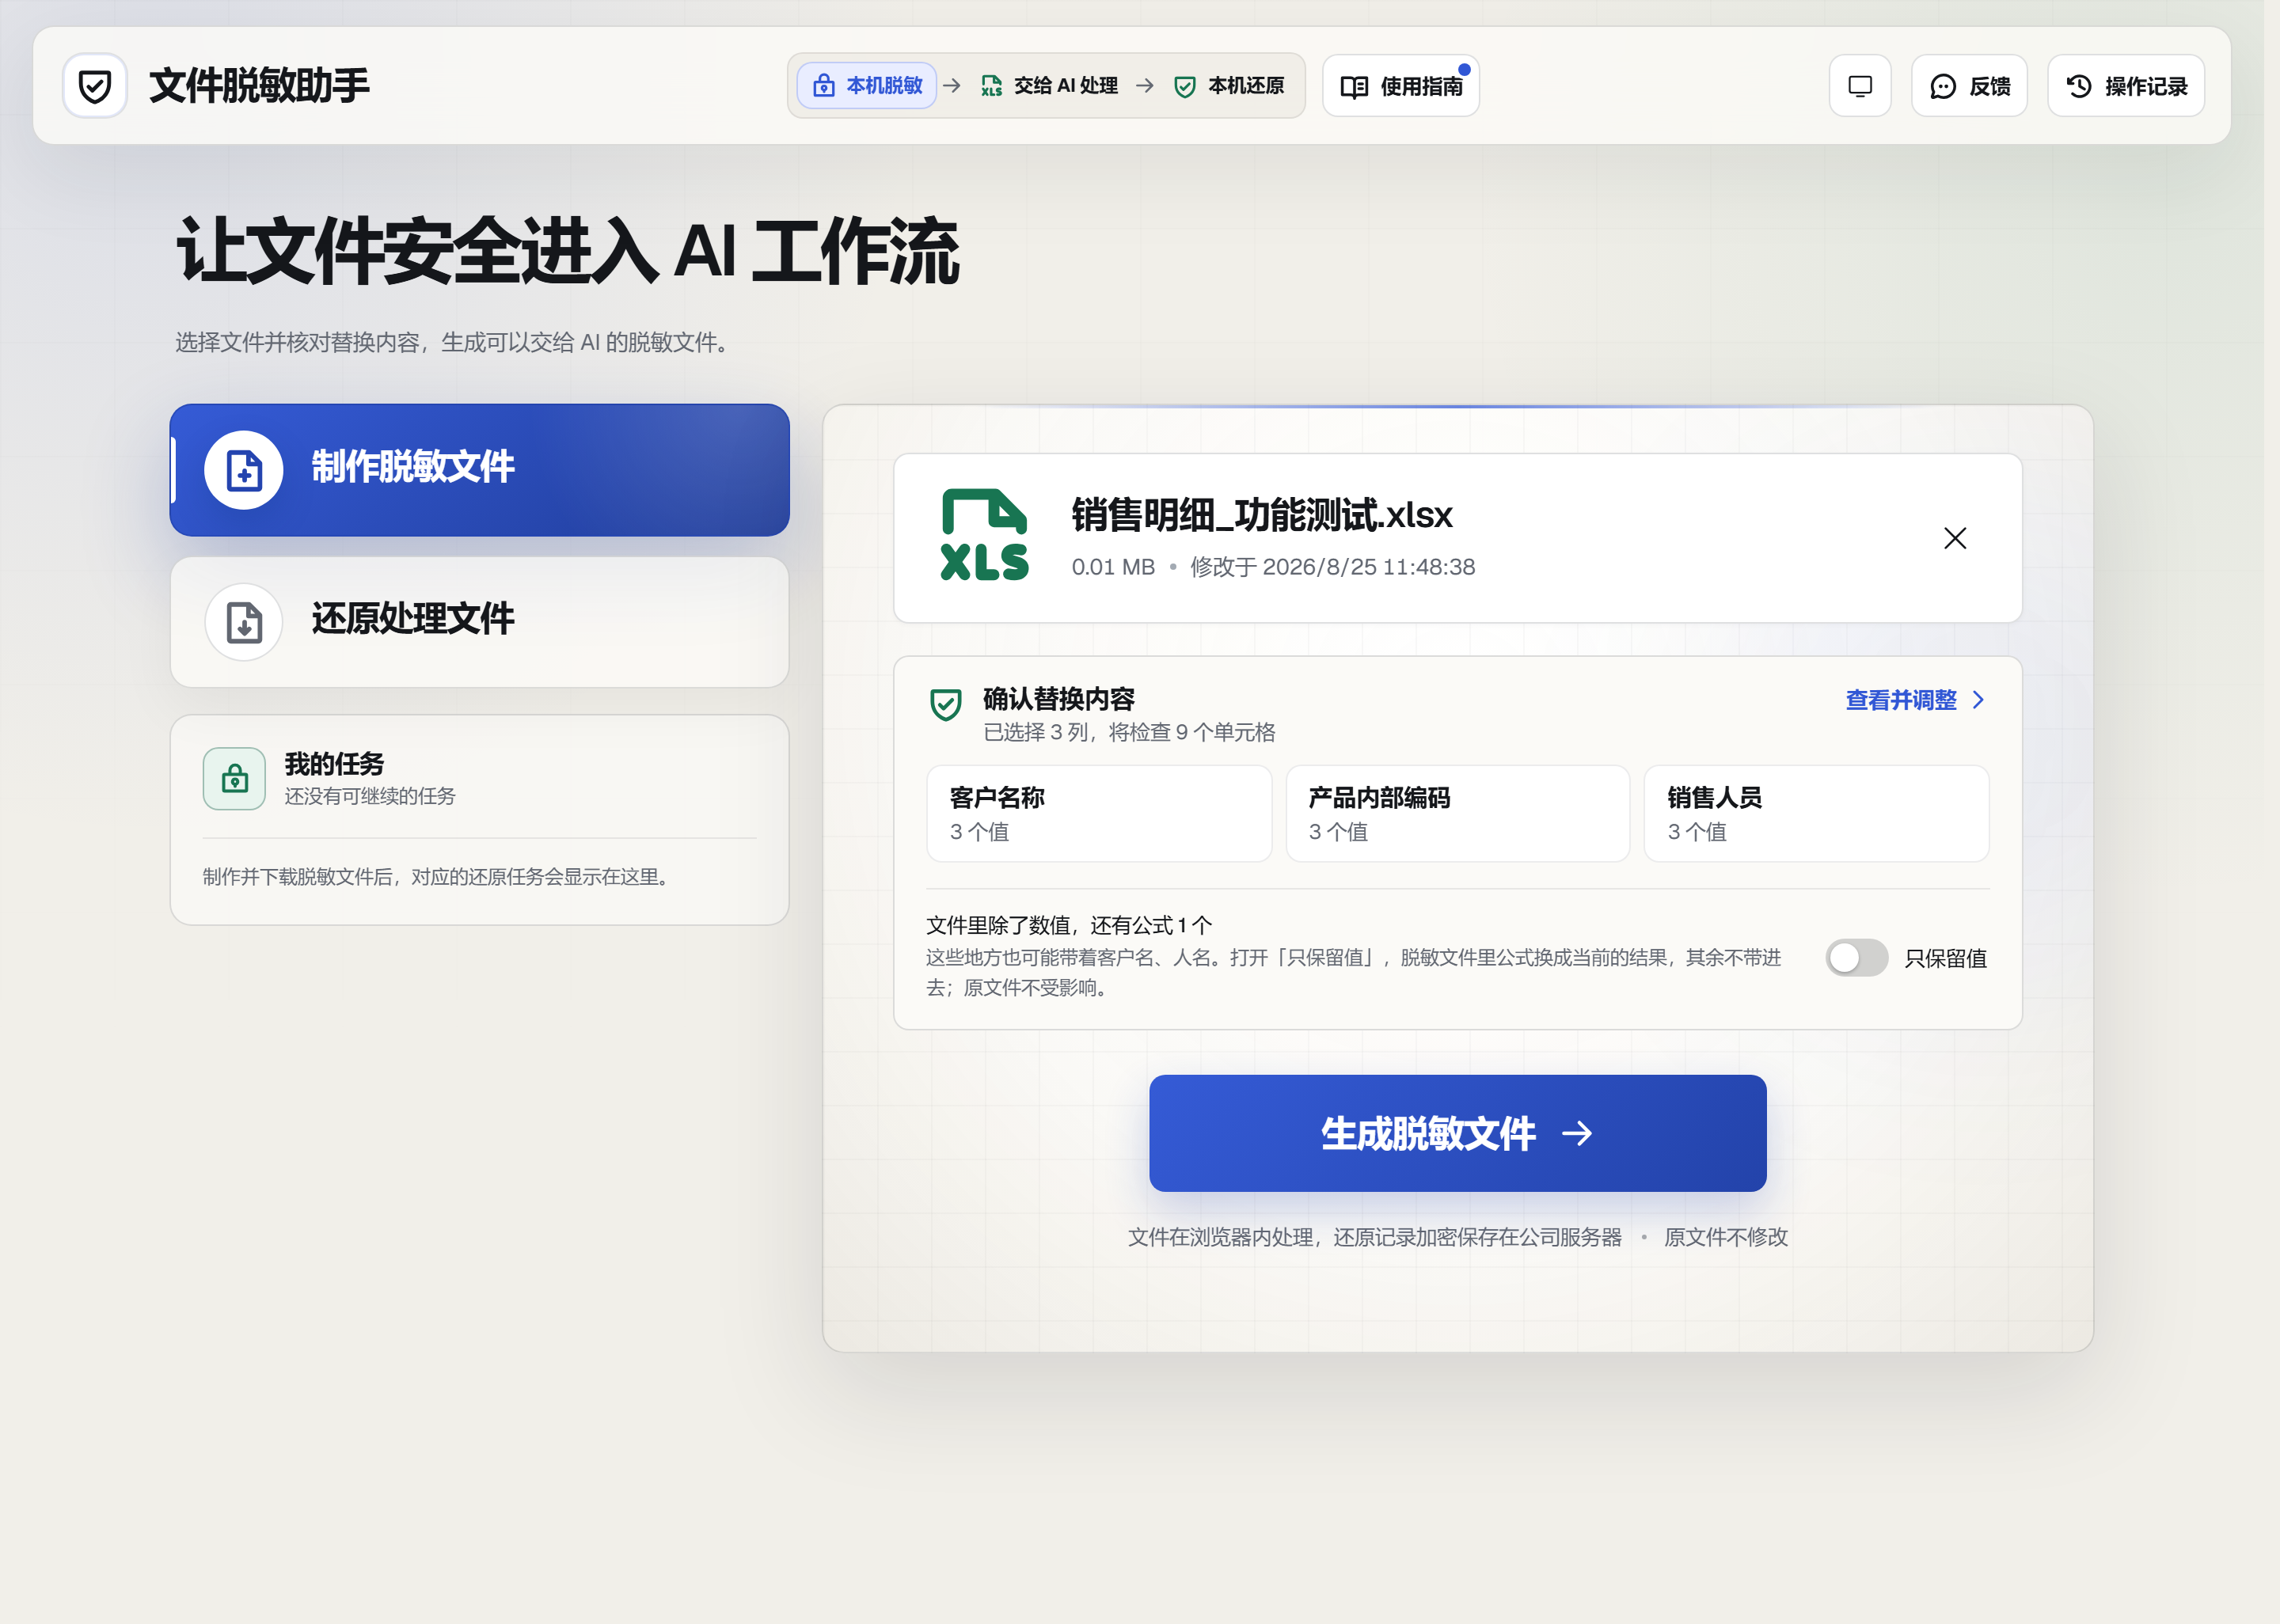 文件脱敏助手
本机脱敏 → 交给 AI 处理 → 本机还原
使用指南
反馈
操作记录
让文件安全进入 AI 工作流
选择文件并核对替换内容，生成可以交给 AI 的脱敏文件。
制作脱敏文件
还原处理文件
我的任务
还没有可继续的任务
制作并下载脱敏文件后，对应的还原任务会显示在这里。
XLS
销售明细_功能测试.xlsx
0.01 MB • 修改于 2026/8/25 11:48:38
确认替换内容
查看并调整
已选择 3 列，将检查 9 个单元格
客户名称
3 个值
产品内部编码
3 个值
销售人员
3 个值
文件里除了数值，还有公式 1 个
这些地方也可能带着客户名、人名。打开「只保留值」，脱敏文件里公式换成当前的结果，其余不带进
去；原文件不受影响。
只保留值
生成脱敏文件 →
文件在浏览器内处理，还原记录加密保存在公司服务器 • 原文件不修改